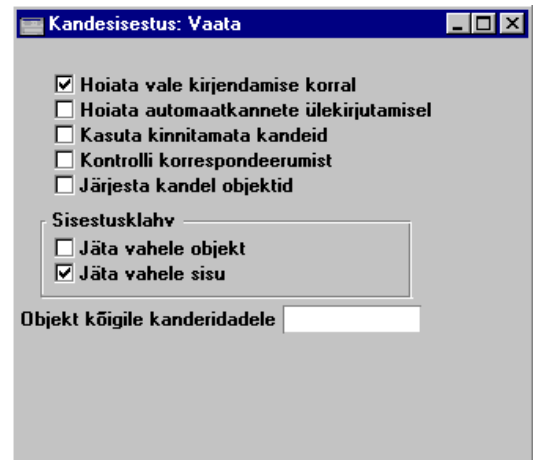 Kandesisestus: Vaata
Hoiata vale kirjendamise korral
Hoiata automaatkannete ülekirjutamisel
Kasuta kinnitamata kandeid
Kontrolli korrespondeerumist
Järjesta kandel objektid
Sisestusklahv
Jäta vahele objekt
Jäta vahele sisu
Objekt kõigile kanderidadele